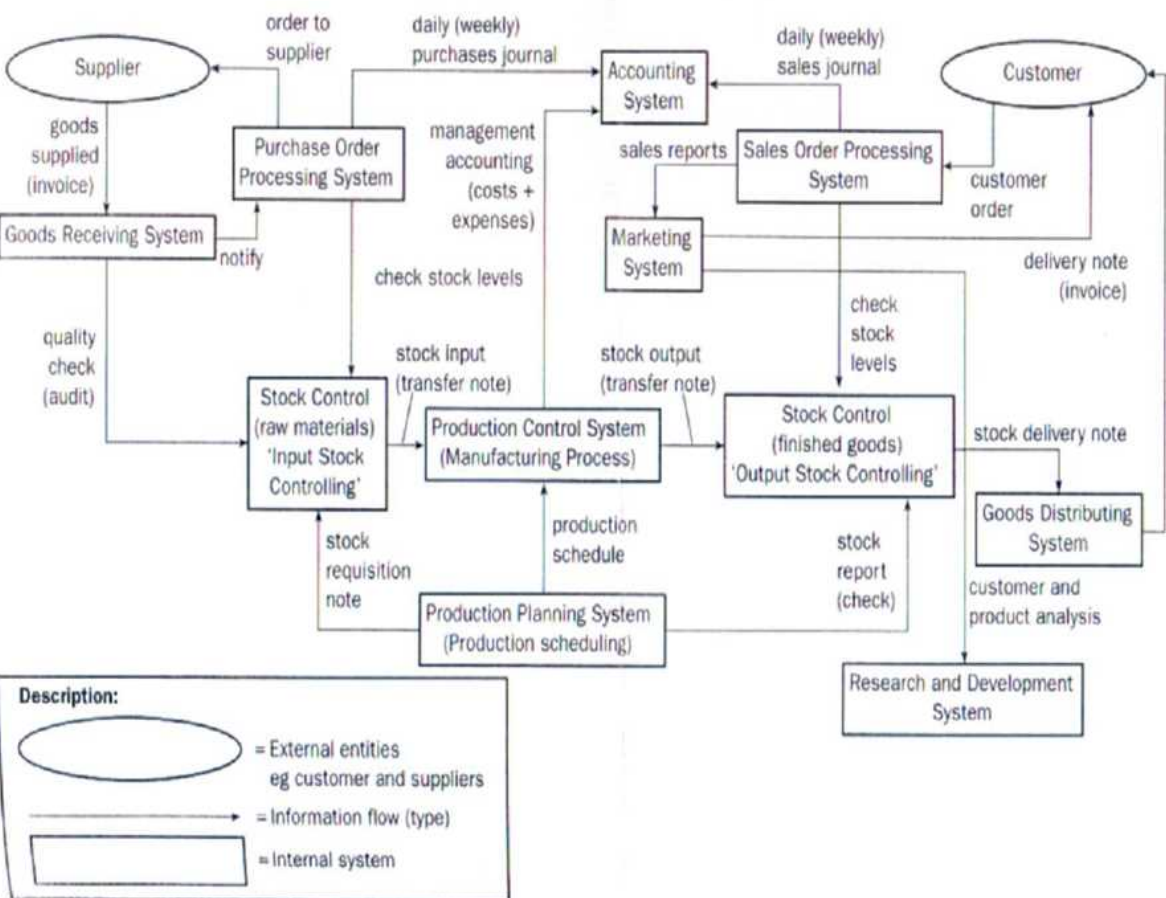 order to
supplier
daily (weekly)
purchases journal
daily (weekly)
sales journal
Supplier
Accounting
System
Customer
goods
supplied
(invoice)
Purchase Order
Processing System
management
accounting
(costs +
expenses)
sales reports
Sales Order Processing
System
customer
order
Goods Receiving System
notify
Marketing
System
delivery note
(invoice)
check stock levels
check
stock
levels
quality
check
(audit)
stock input
(transfer note)
stock output
(transfer note)
Stock Control
(raw materials)
'Input Stock
Controlling'
Production Control System
(Manufacturing Process)
Stock Control
(finished goods)
'Output Stock Controlling'
stock delivery note
Goods Distributing
System
stock
requisition
note
production
schedule
stock
report
(check)
customer and
product analysis
Production Planning System
(Production scheduling)
Research and Development
System
Description:
= External entities
eg customer and suppliers
= Information flow (type)
= Internal system